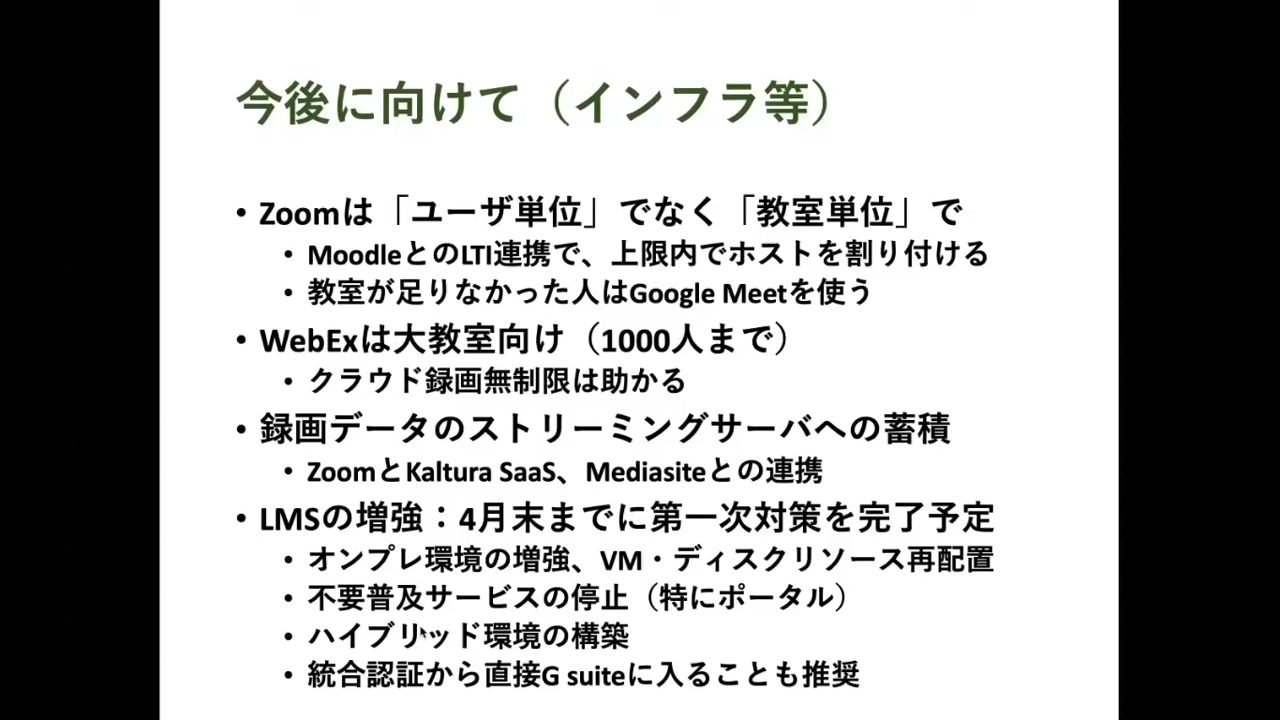 今後に向けて（インフラ等）
• Zoomは「ユーザ単位」でなく「教室単位」で
• MoodleとのLTI連携で、上限内でホストを割り付ける
• 教室が足りなかった人はGoogle Meetを使う
• WebExは大教室向け（1000人まで）
• クラウド録画無制限は助かる
• 録画データのストリーミングサーバへの蓄積
• ZoomとKaltura SaaS、Mediasiteとの連携
• LMSの増強：4月末までに第一次対策を完了予定
• オンプレ環境の増強、VM・ディスクリソース再配置
• 不要普及サービスの停止（特にポータル）
• ハイブリッド環境の構築
• 統合認証から直接G suiteに入ることも推奨